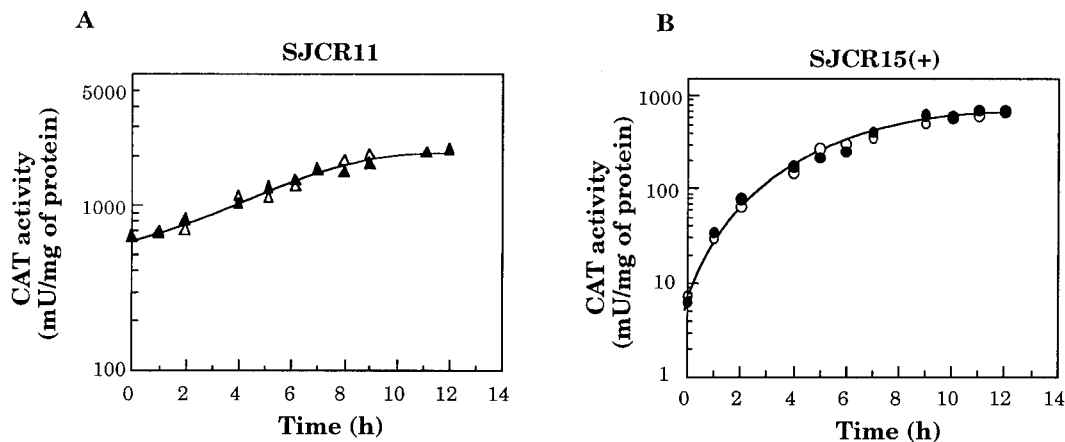 A
SJCR11
5000
1000
100
CAT activity
(mU/mg of protein)
0 2 4 6 8 10 12 14
Time (h)
B
SJCR15(+)
1000
100
10
1
CAT activity
(mU/mg of protein)
0 2 4 6 8 10 12 14
Time (h)